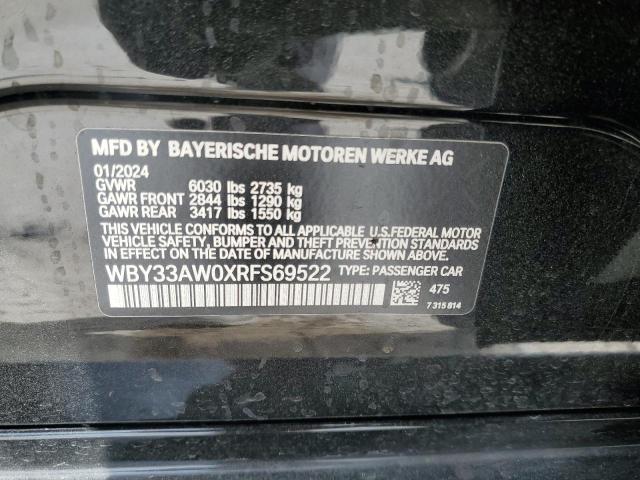 MFD BY BAYERISCHE MOTOREN WERKE AG
01/2024
GVWR 6030 lbs 2735 kg
GAWR FRONT 2844 lbs 1290 kg
GAWR REAR 3417 lbs 1550 kg
THIS VEHICLE CONFORMS TO ALL APPLICABLE U.S.FEDERAL MOTOR
VEHICLE SAFETY, BUMPER AND THEFT PREVENTION STANDARDS
IN EFFECT ON THE DATE OF MANUFACTURE SHOWN ABOVE.
WBY33AW0XRFS69522 TYPE: PASSENGER CAR
475
7 315 814